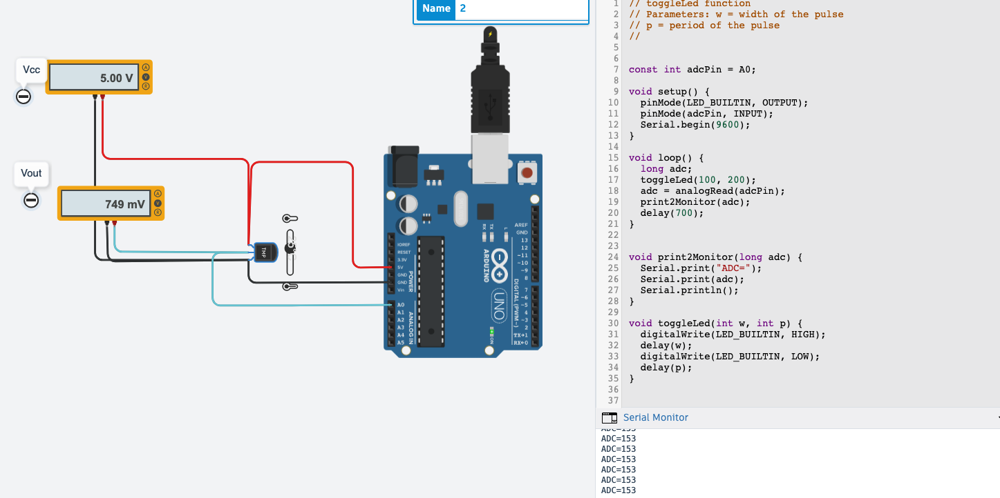 Name 2
Vcc
5.00 V
A
V
R
Vout
749 mV
A
V
R
TMP
AREF
GND
13
12
~11
~10
~9
8
7
~6
~5
4
~3
2
TX→1
RX←0
DIGITAL (PWM~)
IOREF
RESET
3.3V
5V
GND
GND
Vin
POWER
A0
A1
A2
A3
A4
A5
ANALOG IN
RX
TX
L
ARDUINO
UNO
ON
1 // toggleLed function
2 // Parameters: w = width of the pulse
3 // p = period of the pulse
4 //
5
6
7 const int adcPin = A0;
8
9 void setup() {
10 pinMode(LED_BUILTIN, OUTPUT);
11 pinMode(adcPin, INPUT);
12 Serial.begin(9600);
13 }
14
15 void loop() {
16 long adc;
17 toggleLed(100, 200);
18 adc = analogRead(adcPin);
19 print2Monitor(adc);
20 delay(700);
21 }
22
23
24 void print2Monitor(long adc) {
25 Serial.print("ADC=");
26 Serial.print(adc);
27 Serial.println();
28 }
29
30 void toggleLed(int w, int p) {
31 digitalWrite(LED_BUILTIN, HIGH);
32 delay(w);
33 digitalWrite(LED_BUILTIN, LOW);
34 delay(p);
35 }
36
37
Serial Monitor
ADC=153
ADC=153
ADC=153
ADC=153
ADC=153
ADC=153
ADC=153